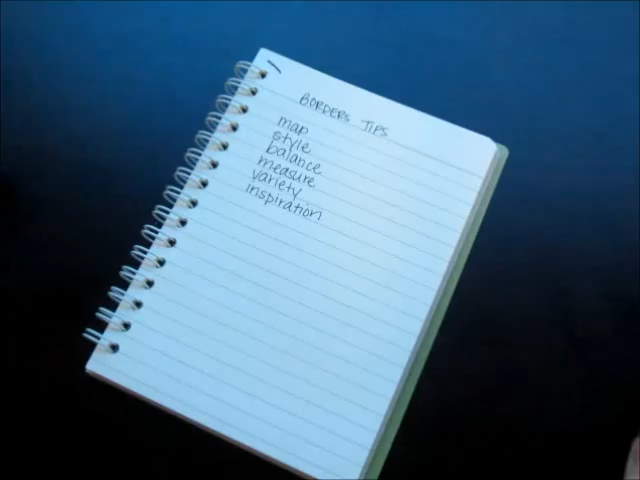 BORDERS TIPS
map
style
balance
measure
variety
inspiration